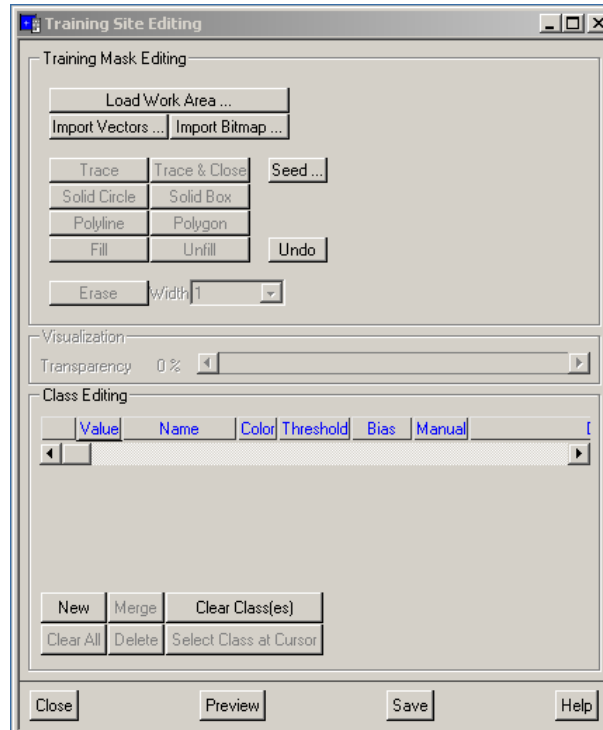 Training Site Editing
Training Mask Editing
Load Work Area ...
Import Vectors ... Import Bitmap ...
Trace Trace & Close Seed ...
Solid Circle Solid Box
Polyline Polygon
Fill Unfill Undo
Erase Width 1
Visualization
Transparency 0 %
Class Editing
Value Name Color Threshold Bias Manual
New Merge Clear Class(es)
Clear All Delete Select Class at Cursor
Close Preview Save Help